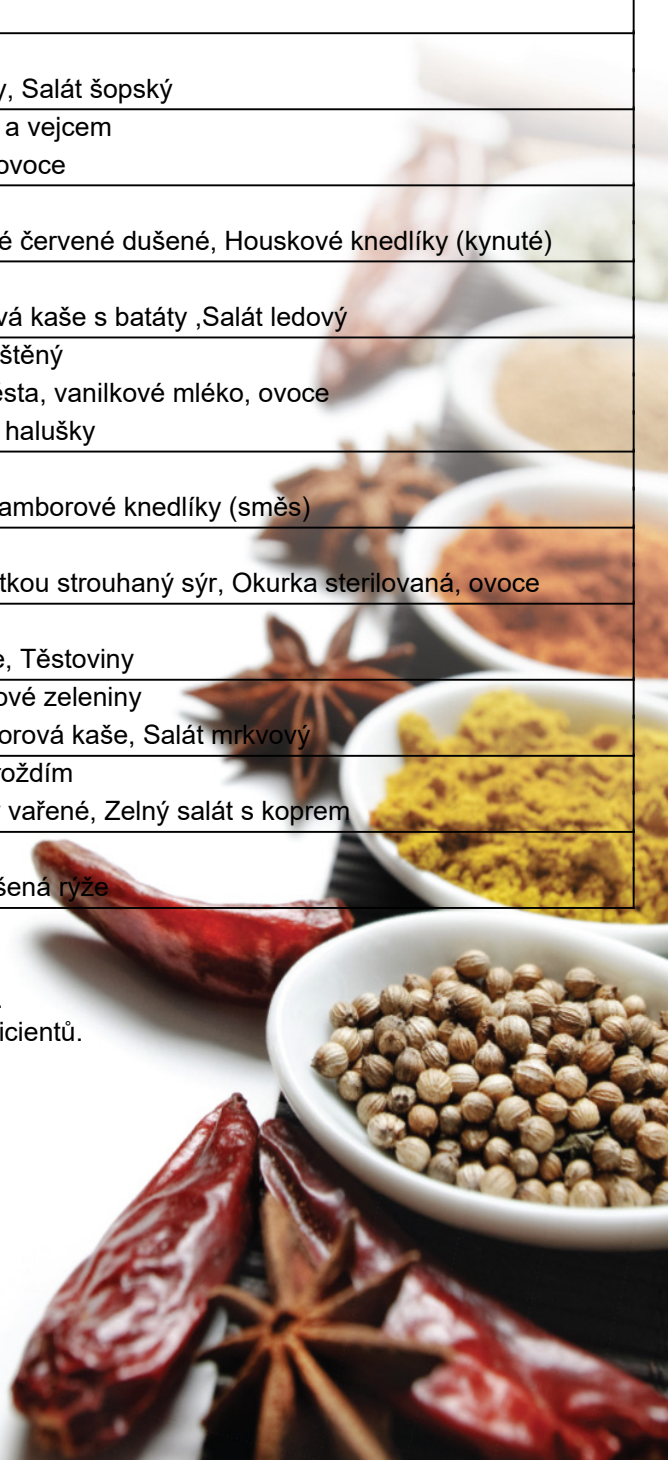 y, Salát šopský
a vejcem
ovoce
é červené dušené, Houskové knedlíky (kynuté)
vá kaše s batáty ,Salát ledový
štěný
ěsta, vanilkové mléko, ovoce
halušky
amborové knedlíky (směs)
tkou strouhaný sýr, Okurka sterilovaná, ovoce
e, Těstoviny
ové zeleniny
orová kaše, Salát mrkvový
roždím
vařené, Zelný salát s koprem
šená rýže
.
icientů.